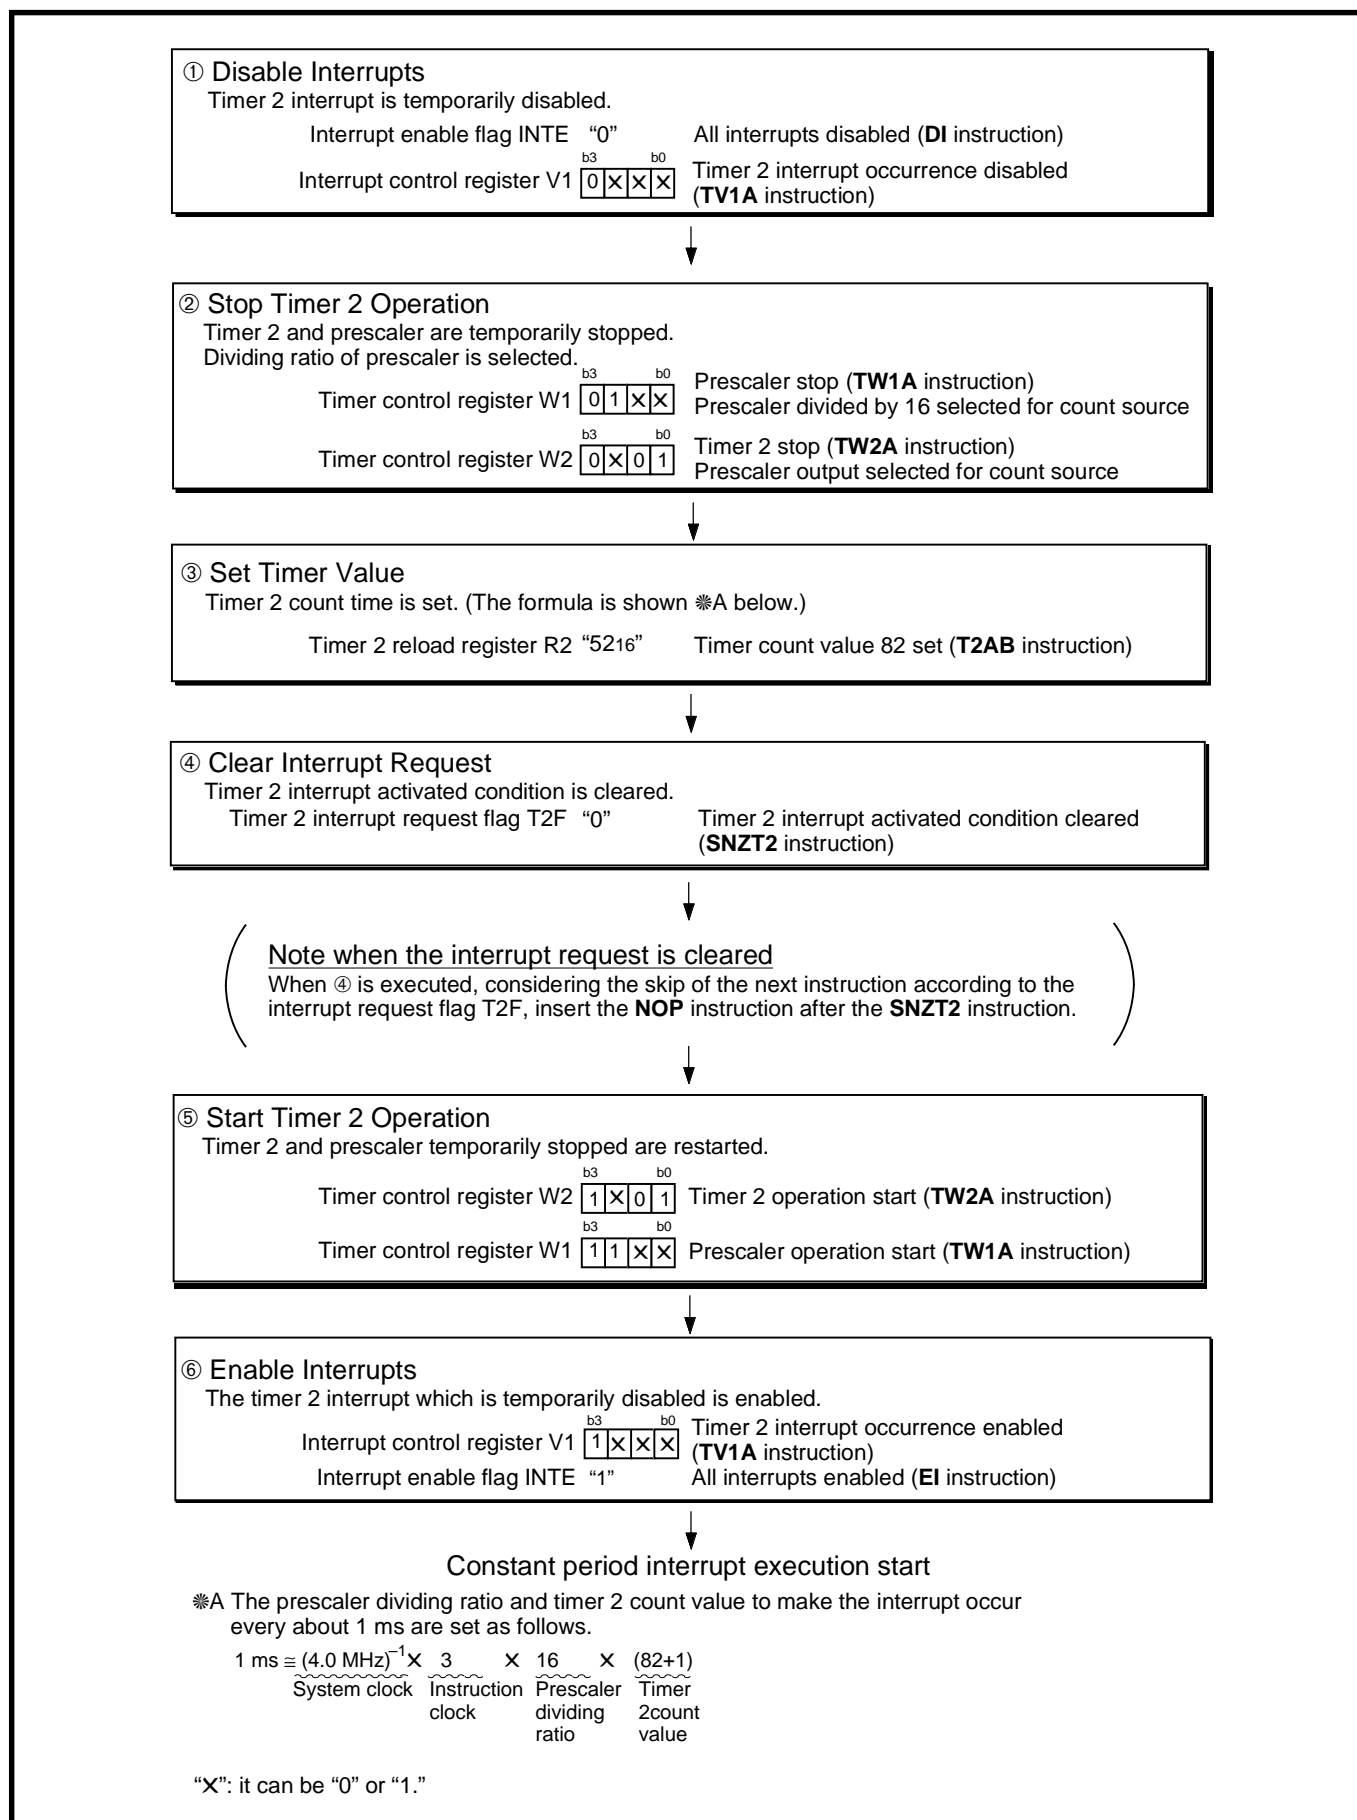 ① Disable Interrupts
Timer 2 interrupt is temporarily disabled.
Interrupt enable flag INTE “0” All interrupts disabled (DI instruction)
b3 b0
Interrupt control register V1 0 X X X Timer 2 interrupt occurrence disabled
(TV1A instruction)
② Stop Timer 2 Operation
Timer 2 and prescaler are temporarily stopped.
Dividing ratio of prescaler is selected.
b3 b0
Timer control register W1 0 1 X X Prescaler stop (TW1A instruction)
Prescaler divided by 16 selected for count source
b3 b0
Timer control register W2 0 X 0 1 Timer 2 stop (TW2A instruction)
Prescaler output selected for count source
③ Set Timer Value
Timer 2 count time is set. (The formula is shown ❊A below.)
Timer 2 reload register R2 “5216” Timer count value 82 set (T2AB instruction)
④ Clear Interrupt Request
Timer 2 interrupt activated condition is cleared.
Timer 2 interrupt request flag T2F “0” Timer 2 interrupt activated condition cleared
(SNZT2 instruction)
Note when the interrupt request is cleared
When ④ is executed, considering the skip of the next instruction according to the
interrupt request flag T2F, insert the NOP instruction after the SNZT2 instruction.
⑤ Start Timer 2 Operation
Timer 2 and prescaler temporarily stopped are restarted.
b3 b0
Timer control register W2 1 X 0 1 Timer 2 operation start (TW2A instruction)
b3 b0
Timer control register W1 1 1 X X Prescaler operation start (TW1A instruction)
⑥ Enable Interrupts
The timer 2 interrupt which is temporarily disabled is enabled.
b3 b0
Interrupt control register V1 1 X X X Timer 2 interrupt occurrence enabled
(TV1A instruction)
Interrupt enable flag INTE “1” All interrupts enabled (EI instruction)
Constant period interrupt execution start
❊A The prescaler dividing ratio and timer 2 count value to make the interrupt occur
every about 1 ms are set as follows.
1 ms ≅ (4.0 MHz)⁻¹ X 3 X 16 X (82+1)
System clock Instruction Prescaler Timer
clock dividing 2count
ratio value
“X”: it can be “0” or “1.”